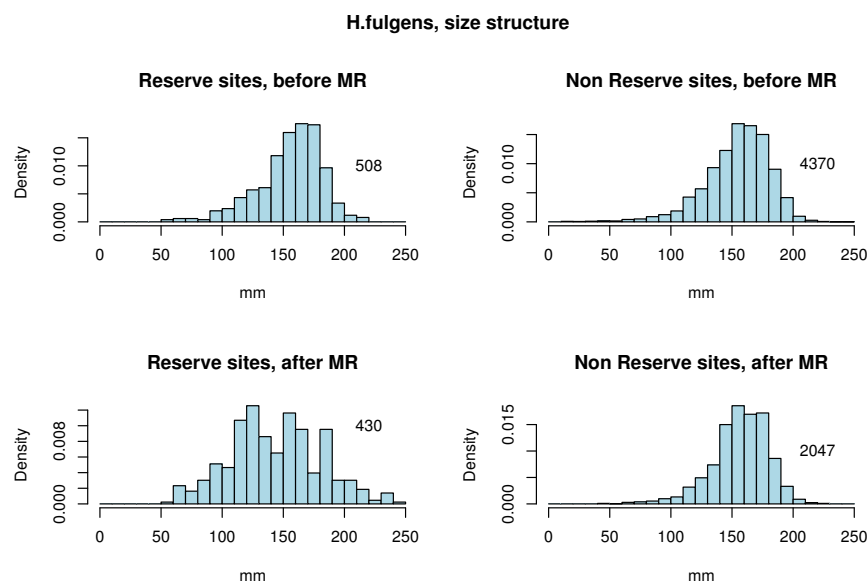 H.fulgens, size structure
Reserve sites, before MR
Density
0.000 0.010
508
0 50 100 150 200 250
mm
Non Reserve sites, before MR
Density
0.000 0.010
4370
0 50 100 150 200 250
mm
Reserve sites, after MR
Density
0.000 0.008
430
0 50 100 150 200 250
mm
Non Reserve sites, after MR
Density
0.000 0.015
2047
0 50 100 150 200 250
mm